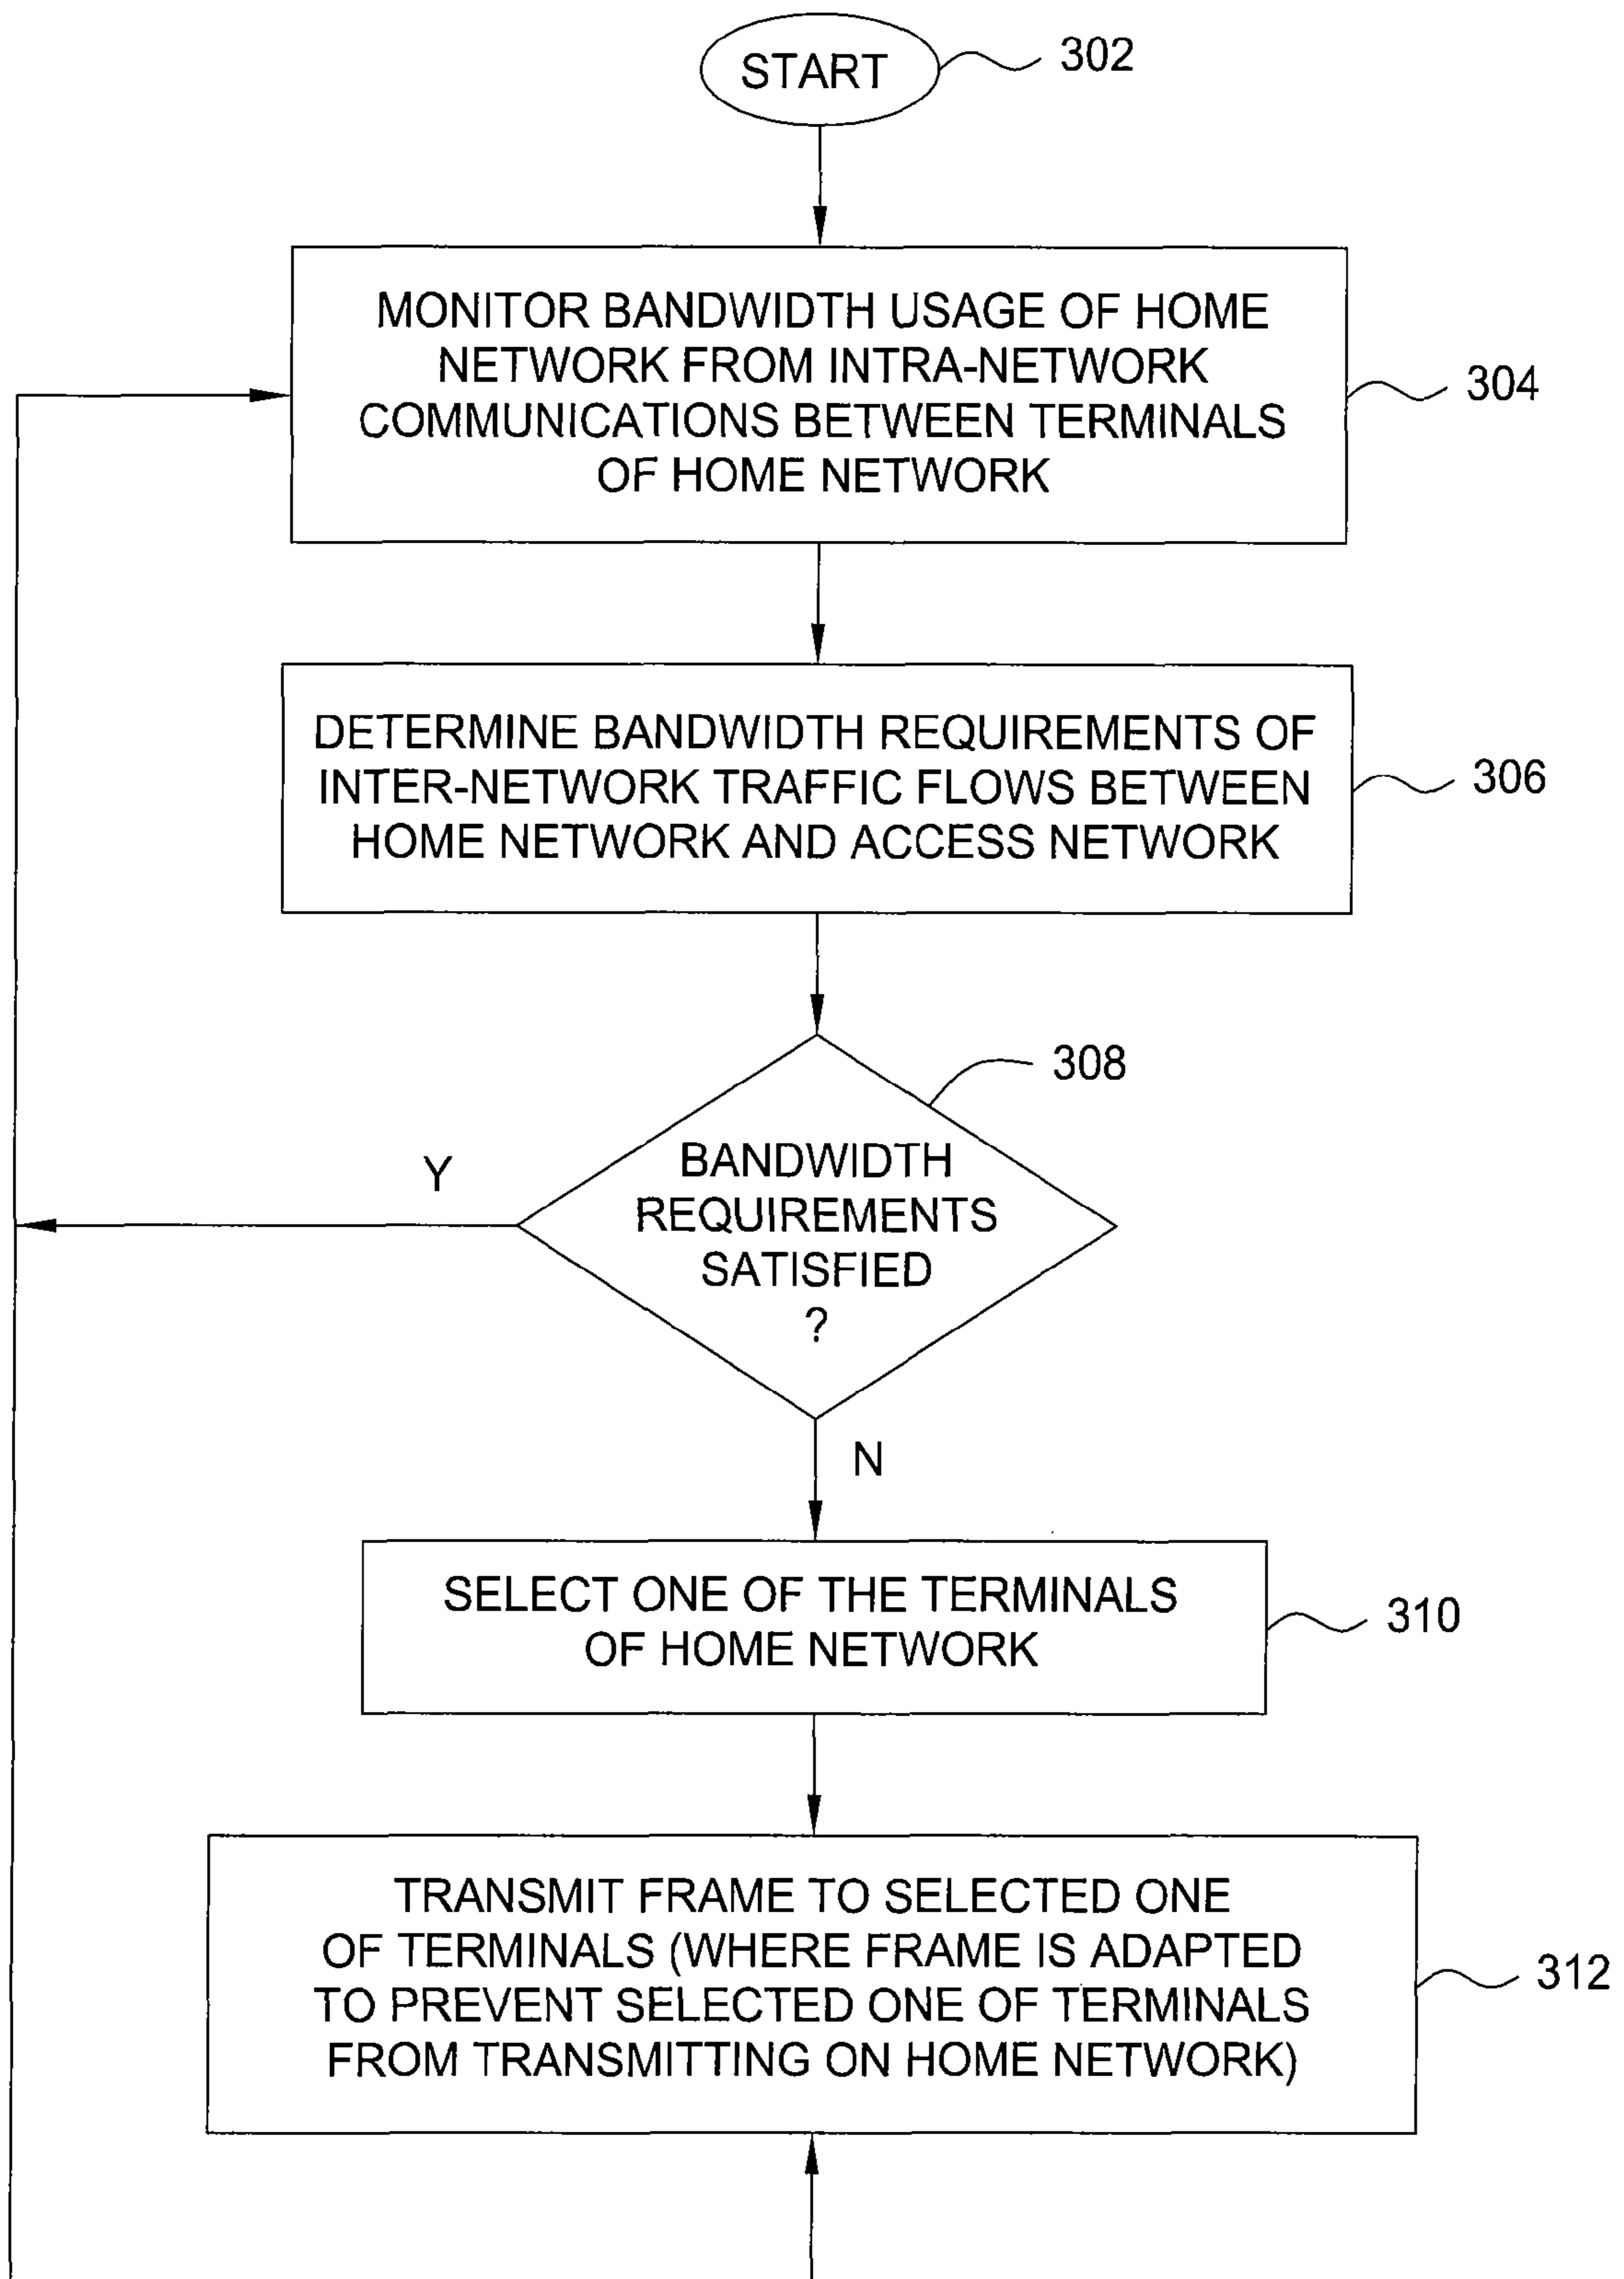 START
302
MONITOR BANDWIDTH USAGE OF HOME
NETWORK FROM INTRA-NETWORK
COMMUNICATIONS BETWEEN TERMINALS
OF HOME NETWORK
304
DETERMINE BANDWIDTH REQUIREMENTS OF
INTER-NETWORK TRAFFIC FLOWS BETWEEN
HOME NETWORK AND ACCESS NETWORK
306
308
BANDWIDTH
REQUIREMENTS
SATISFIED
?
Y
N
SELECT ONE OF THE TERMINALS
OF HOME NETWORK
310
TRANSMIT FRAME TO SELECTED ONE
OF TERMINALS (WHERE FRAME IS ADAPTED
TO PREVENT SELECTED ONE OF TERMINALS
FROM TRANSMITTING ON HOME NETWORK)
312